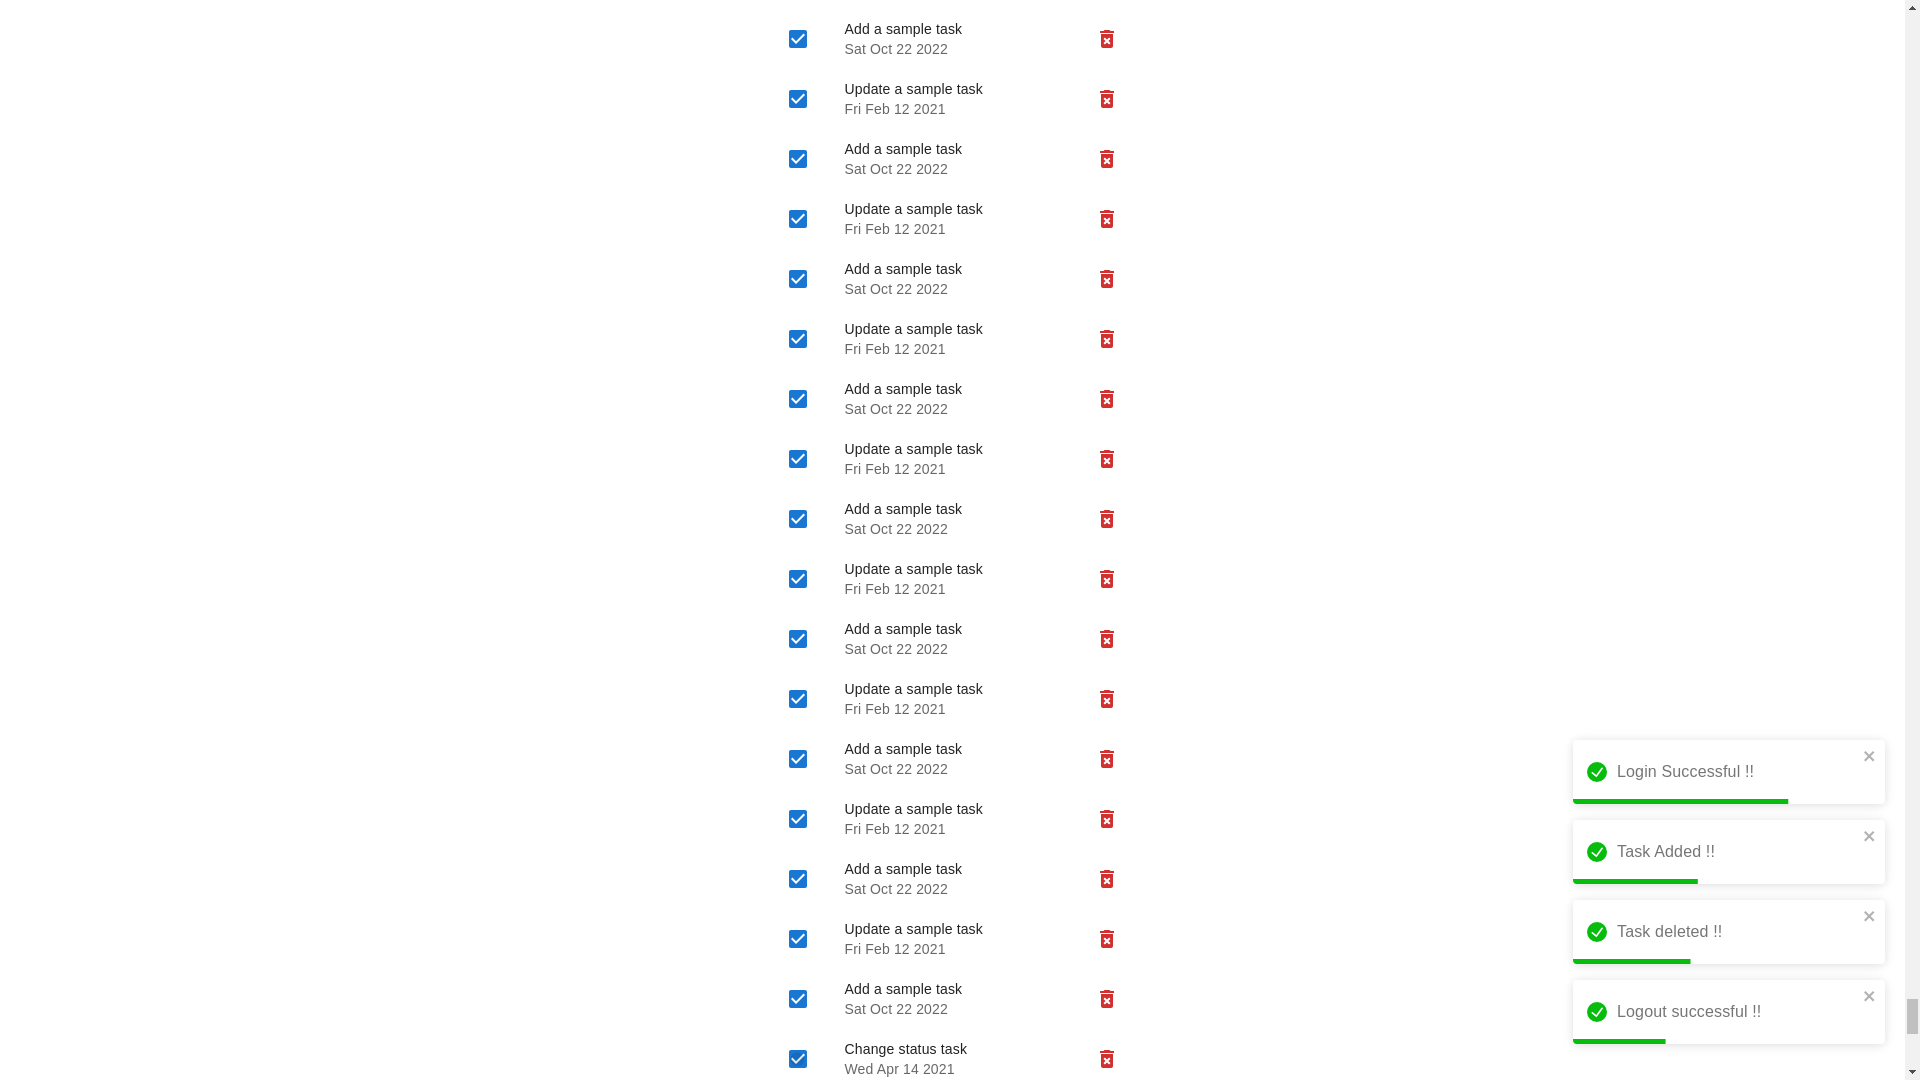 Add a sample task
Sat Oct 22 2022
Update a sample task
Fri Feb 12 2021
Add a sample task
Sat Oct 22 2022
Update a sample task
Fri Feb 12 2021
Add a sample task
Sat Oct 22 2022
Update a sample task
Fri Feb 12 2021
Add a sample task
Sat Oct 22 2022
Update a sample task
Fri Feb 12 2021
Add a sample task
Sat Oct 22 2022
Update a sample task
Fri Feb 12 2021
Add a sample task
Sat Oct 22 2022
Update a sample task
Fri Feb 12 2021
Add a sample task
Sat Oct 22 2022
Update a sample task
Fri Feb 12 2021
Add a sample task
Sat Oct 22 2022
Update a sample task
Fri Feb 12 2021
Add a sample task
Sat Oct 22 2022
Change status task
Wed Apr 14 2021
Login Successful !!
Task Added !!
Task deleted !!
Logout successful !!